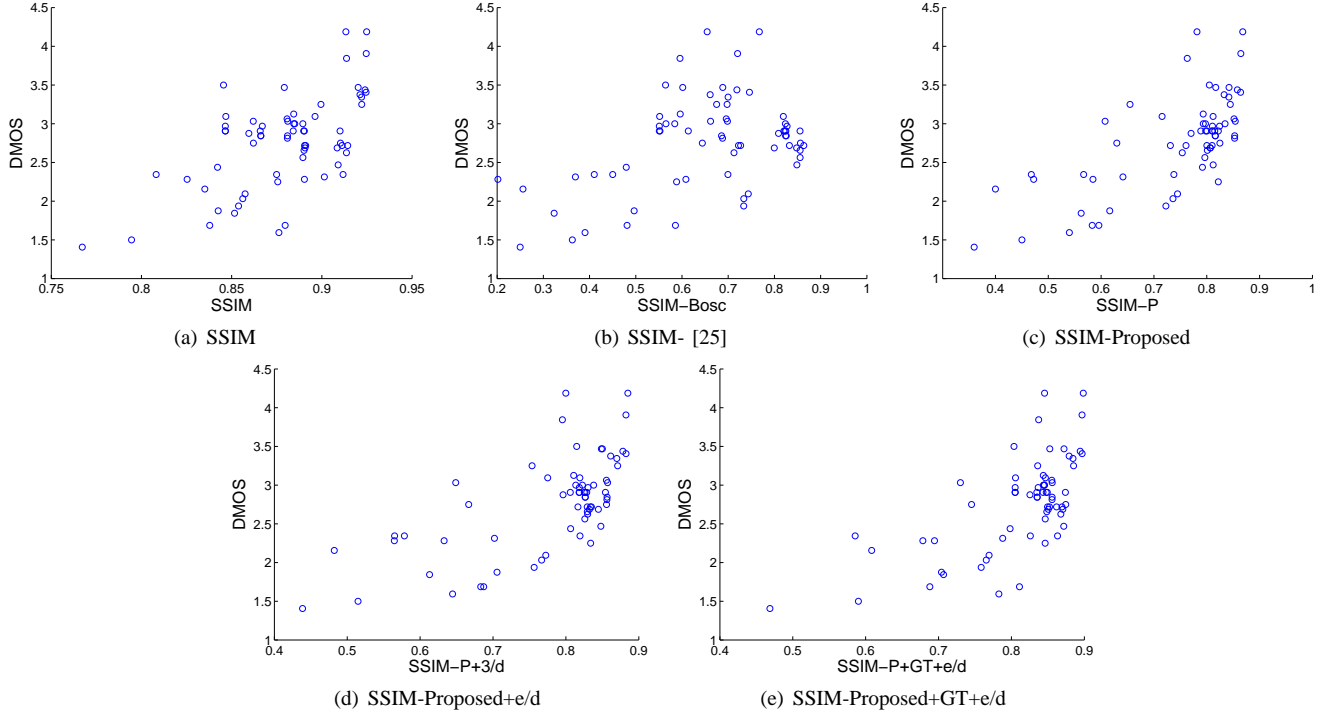 4.5
4
3.5
3
2.5
2
1.5
1
DMOS
0.75 0.8 0.85 0.9 0.95
SSIM
(a) SSIM
4.5
4
3.5
3
2.5
2
1.5
1
DMOS
0.2 0.3 0.4 0.5 0.6 0.7 0.8 0.9 1
SSIM−Bosc
(b) SSIM- [25]
4.5
4
3.5
3
2.5
2
1.5
1
DMOS
0.4 0.5 0.6 0.7 0.8 0.9 1
SSIM−P
(c) SSIM-Proposed
4.5
4
3.5
3
2.5
2
1.5
1
DMOS
0.4 0.5 0.6 0.7 0.8 0.9
SSIM−P+3/d
(d) SSIM-Proposed+e/d
4.5
4
3.5
3
2.5
2
1.5
1
DMOS
0.4 0.5 0.6 0.7 0.8 0.9
SSIM−P+GT+e/d
(e) SSIM-Proposed+GT+e/d